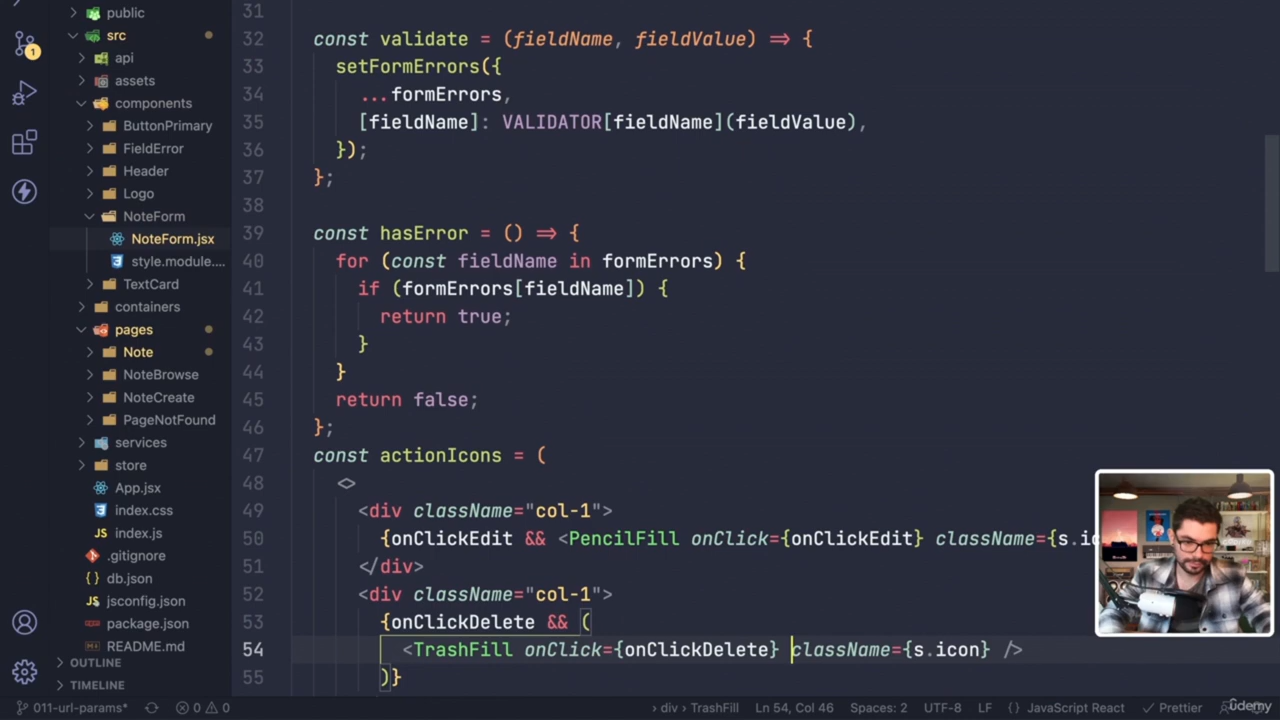 public
src
api
assets
components
ButtonPrimary
FieldError
Header
Logo
NoteForm
NoteForm.jsx
style.module....
TextCard
containers
pages
Note
NoteBrowse
NoteCreate
PageNotFound
services
store
App.jsx
index.css
JS index.js
.gitignore
{} db.json
jsconfig.json
package.json
README.md
OUTLINE
TIMELINE
1
31
32 const validate = (fieldName, fieldValue) => {
33 setFormErrors({
34 ...formErrors,
35 [fieldName]: VALIDATOR[fieldName](fieldValue),
36 });
37 };
38
39 const hasError = () => {
40 for (const fieldName in formErrors) {
41 if (formErrors[fieldName]) {
42 return true;
43 }
44 }
45 return false;
46 };
47 const actionIcons = (
48 <>
49 <div className="col-1">
50 {onClickEdit && <PencilFill onClick={onClickEdit} className={s.ic
51 </div>
52 <div className="col-1">
53 {onClickDelete && (
54 <TrashFill onClick={onClickDelete} className={s.icon} />
55 )}
011-url-params* 0 0 › div › TrashFill Ln 54, Col 46 Spaces: 2 UTF-8 LF {} JavaScript React Prettier
udemy